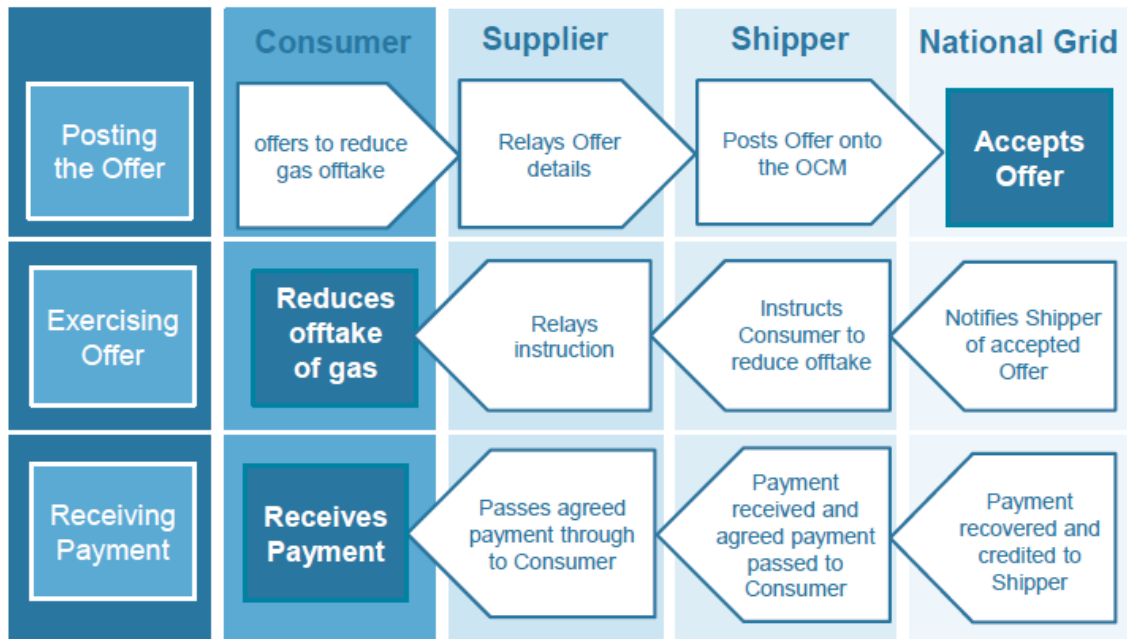 Consumer
Supplier
Shipper
National Grid
Posting
the Offer
offers to reduce
gas offtake
Relays Offer
details
Posts Offer onto
the OCM
Accepts
Offer
Exercising
Offer
Reduces
offtake
of gas
Relays
instruction
Instructs
Consumer to
reduce offtake
Notifies Shipper
of accepted
Offer
Receiving
Payment
Receives
Payment
Passes agreed
payment through
to Consumer
Payment
received and
agreed payment
passed to
Consumer
Payment
recovered and
credited to
Shipper